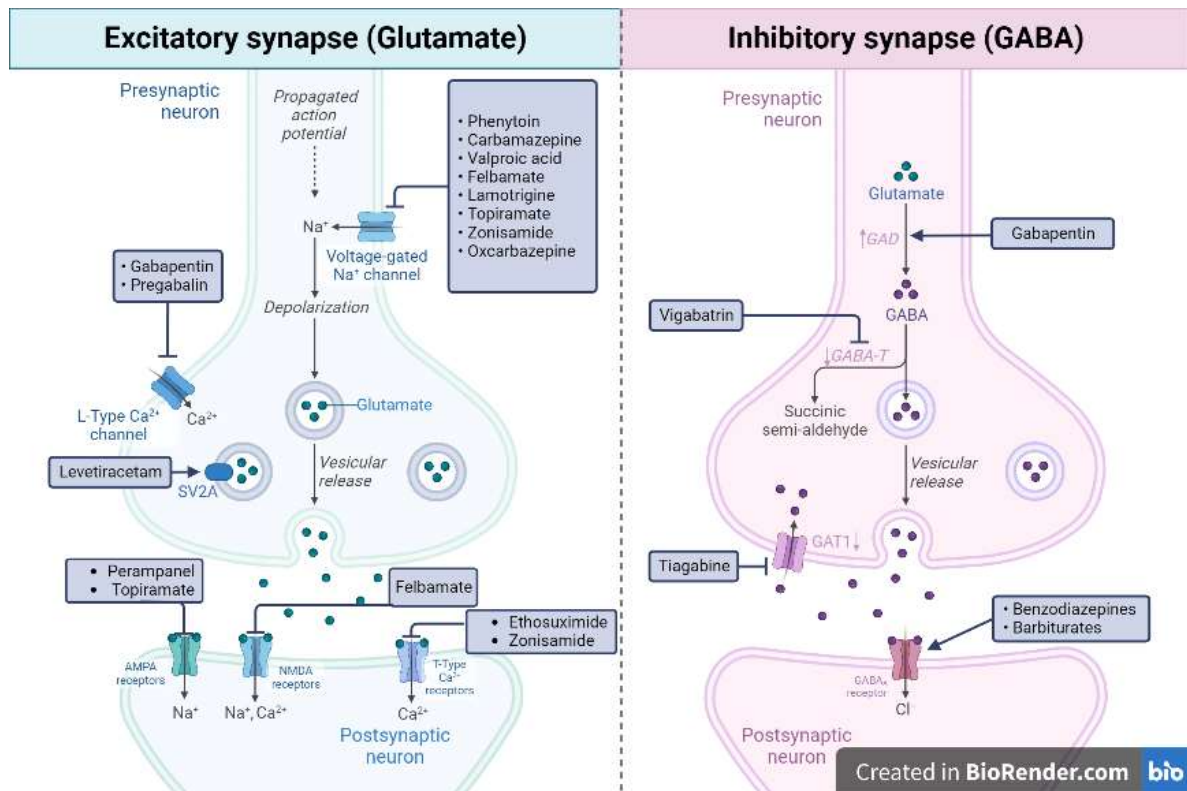 Excitatory synapse (Glutamate)
Presynaptic
neuron
Propagated
action
potential
• Phenytoin
• Carbamazepine
• Valproic acid
• Felbamate
• Lamotrigine
• Topiramate
• Zonisamide
• Oxcarbazepine
Na⁺
Voltage-gated
Na⁺ channel
• Gabapentin
• Pregabalin
Depolarization
L-Type Ca²⁺
channel
Ca²⁺
Glutamate
Levetiracetam
SV2A
Vesicular
release
• Perampanel
• Topiramate
Felbamate
• Ethosuximide
• Zonisamide
AMPA
receptors
NMDA
receptors
T-Type
Ca²⁺
receptors
Na⁺
Na⁺, Ca²⁺
Ca²⁺
Postsynaptic
neuron
Inhibitory synapse (GABA)
Presynaptic
neuron
Glutamate
↑GAD
Gabapentin
GABA
Vigabatrin
↓GABA-T
Succinic
semi-aldehyde
Vesicular
release
GAT1↓
Tiagabine
• Benzodiazepines
• Barbiturates
GABAₐ
receptor
Cl
Postsynaptic
neuron
Created in BioRender.com bio